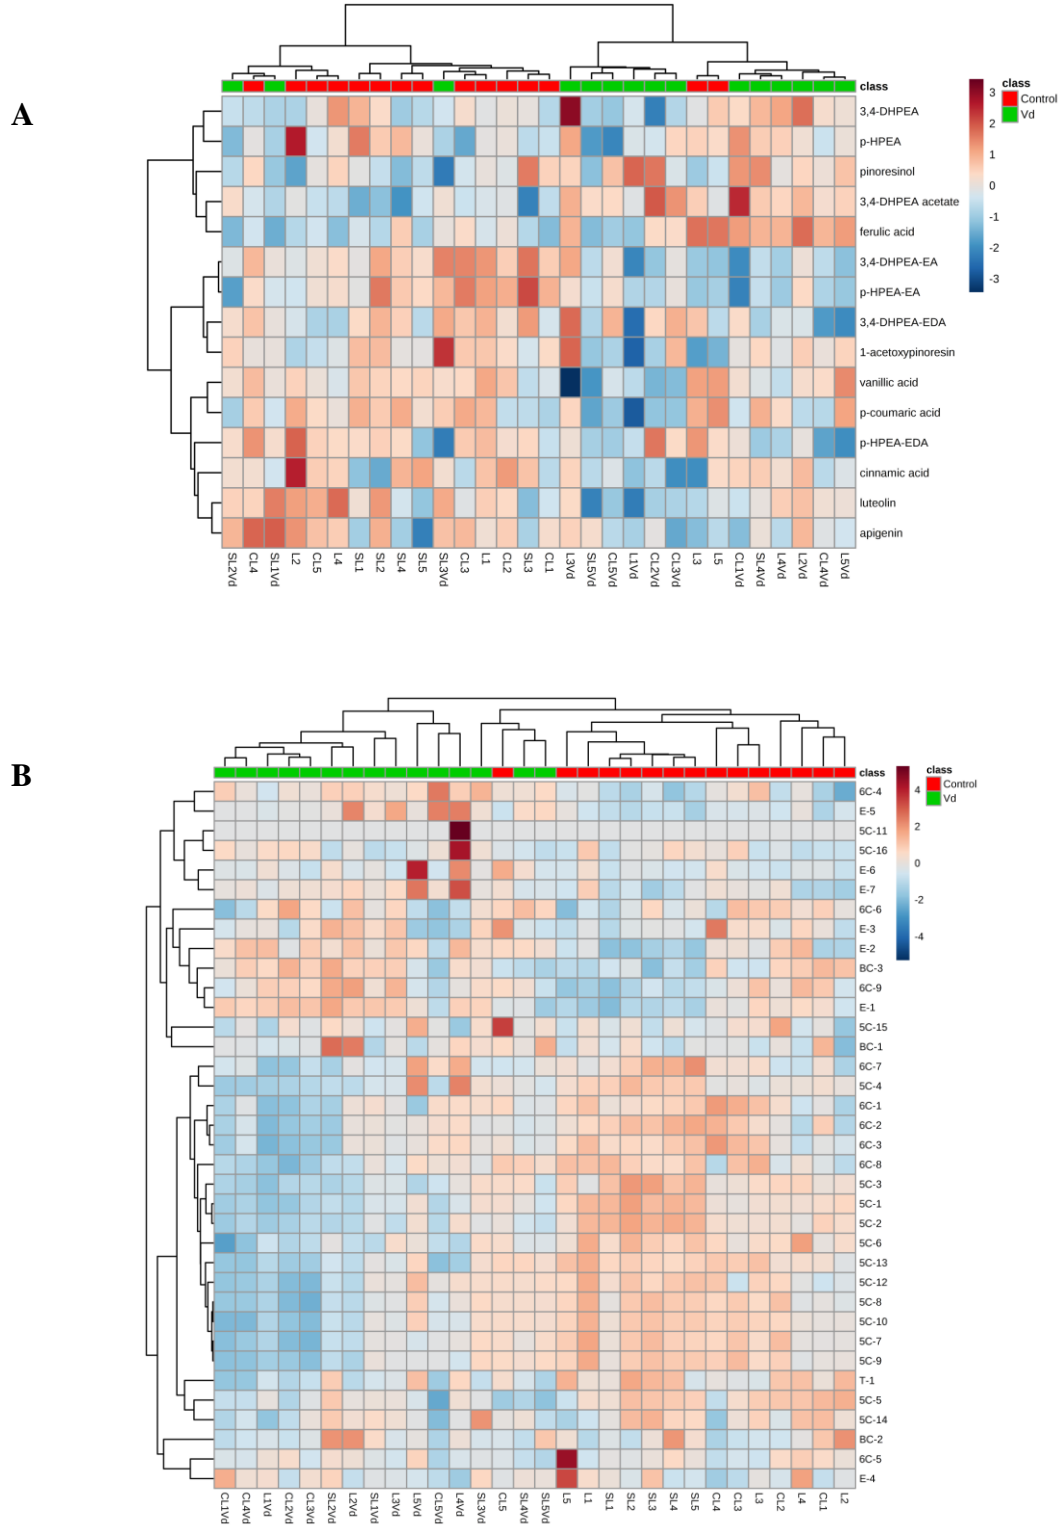 A
class
class
Control
Vd
3
2
1
0
-1
-2
-3
3,4-DHPEA
p-HPEA
pinoresinol
3,4-DHPEA acetate
ferulic acid
3,4-DHPEA-EA
p-HPEA-EA
3,4-DHPEA-EDA
1-acetoxypinoresin
vanillic acid
p-coumaric acid
p-HPEA-EDA
cinnamic acid
luteolin
apigenin
SL2Vd
CL4
SL1Vd
L2
CL5
L4
SL1
SL2
SL4
SL5
SL3Vd
CL3
L1
CL2
SL3
CL1
L3Vd
SL5Vd
CL5Vd
L1Vd
CL2Vd
CL3Vd
L3
L5
CL1Vd
SL4Vd
L4Vd
L2Vd
CL4Vd
L5Vd
B
class
class
Control
Vd
4
2
0
-2
-4
6C-4
E-5
5C-11
5C-16
E-6
E-7
6C-6
E-3
E-2
BC-3
6C-9
E-1
5C-15
BC-1
6C-7
5C-4
6C-1
6C-2
6C-3
6C-8
5C-3
5C-1
5C-2
5C-6
5C-13
5C-12
5C-8
5C-10
5C-7
5C-9
T-1
5C-5
5C-14
BC-2
6C-5
E-4
CL1Vd
CL4Vd
L1Vd
CL2Vd
CL3Vd
SL2Vd
L2Vd
SL1Vd
L3Vd
L5Vd
CL5Vd
L4Vd
SL3Vd
CL5
SL4Vd
SL5Vd
L5
L1
SL1
SL2
SL3
SL4
SL5
CL4
CL3
L3
CL2
L4
CL1
L2